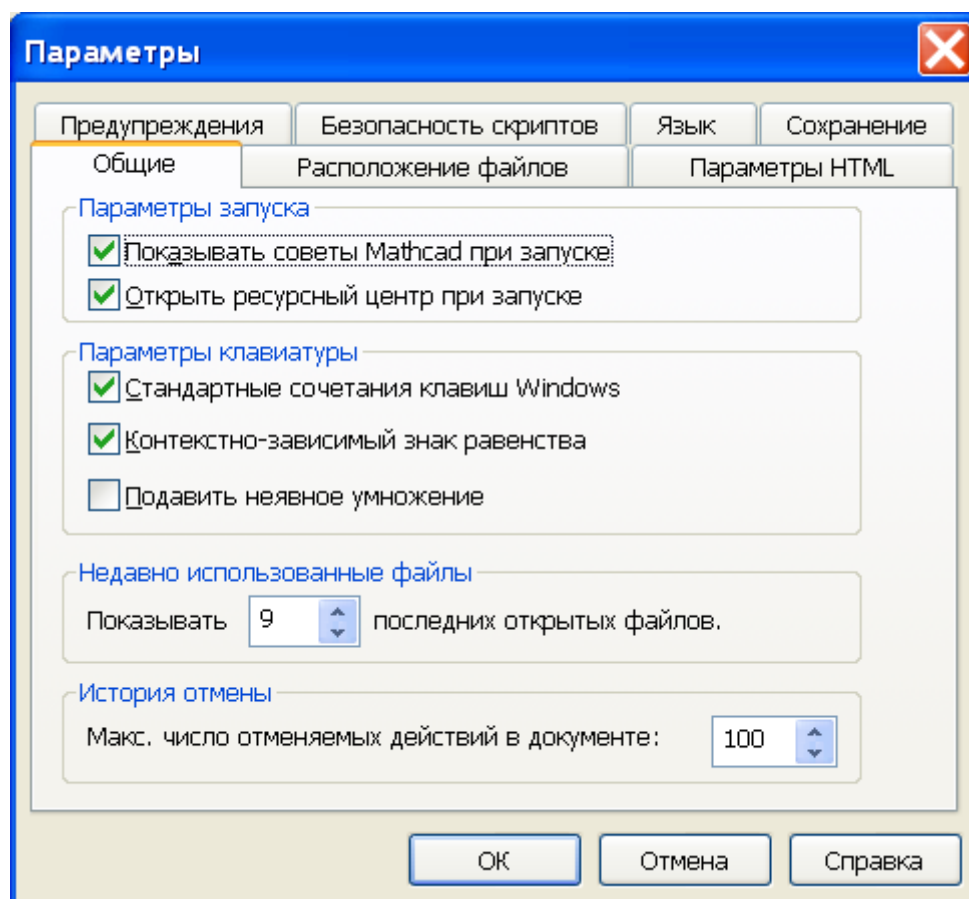 Параметры
Предупреждения Безопасность скриптов Язык Сохранение
Общие Расположение файлов Параметры HTML
Параметры запуска
Показывать советы Mathcad при запуске
Открыть ресурсный центр при запуске
Параметры клавиатуры
Стандартные сочетания клавиш Windows
Контекстно-зависимый знак равенства
Подавить неявное умножение
Недавно использованные файлы
Показывать 9 последних открытых файлов.
История отмены
Макс. число отменяемых действий в документе: 100
ОК Отмена Справка